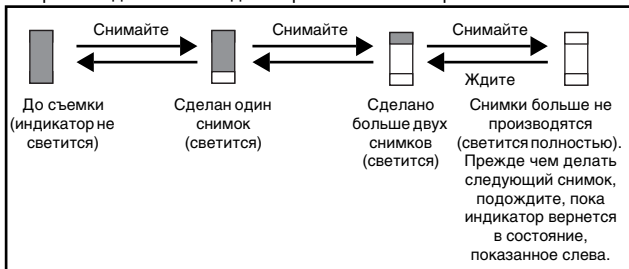 Снимайте
Снимайте
Снимайте
Ждите
До съемки
(индикатор не
светится)
Сделан один
снимок
(светится)
Сделано
больше двух
снимков
(светится)
Снимки больше не
производятся
(светится полностью).
Прежде чем делать
следующий снимок,
подождите, пока
индикатор вернется
в состояние,
показанное слева.